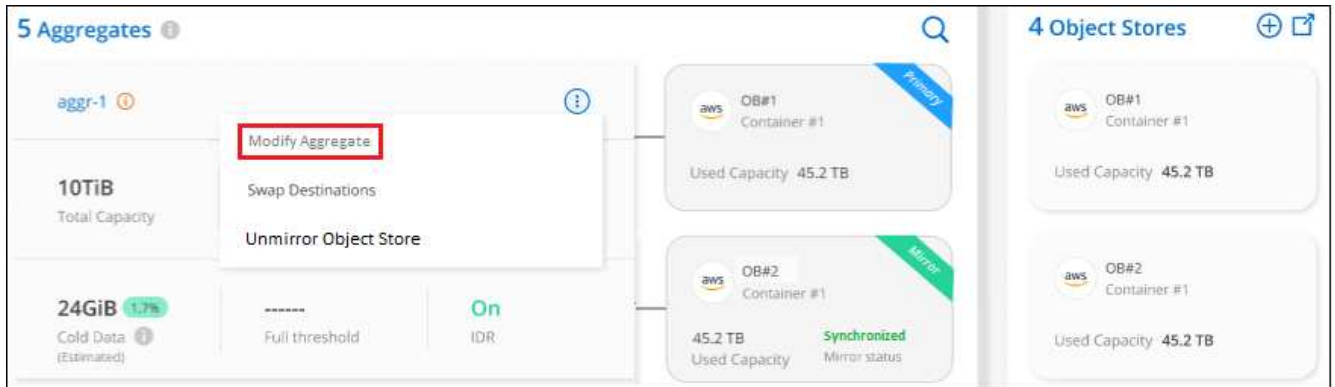 5 Aggregates
4 Object Stores
aggr-1
Modify Aggregate
Swap Destinations
Unmirror Object Store
10TiB
Total Capacity
24GiB 1.7%
Cold Data
(Estimated)
------
Full threshold
On
IDR
Primary
aws
OB#1
Container #1
Used Capacity 45.2 TB
Mirror
aws
OB#2
Container #1
45.2 TB
Used Capacity
Synchronized
Mirror status
aws
OB#1
Container #1
Used Capacity 45.2 TB
aws
OB#2
Container #1
Used Capacity 45.2 TB